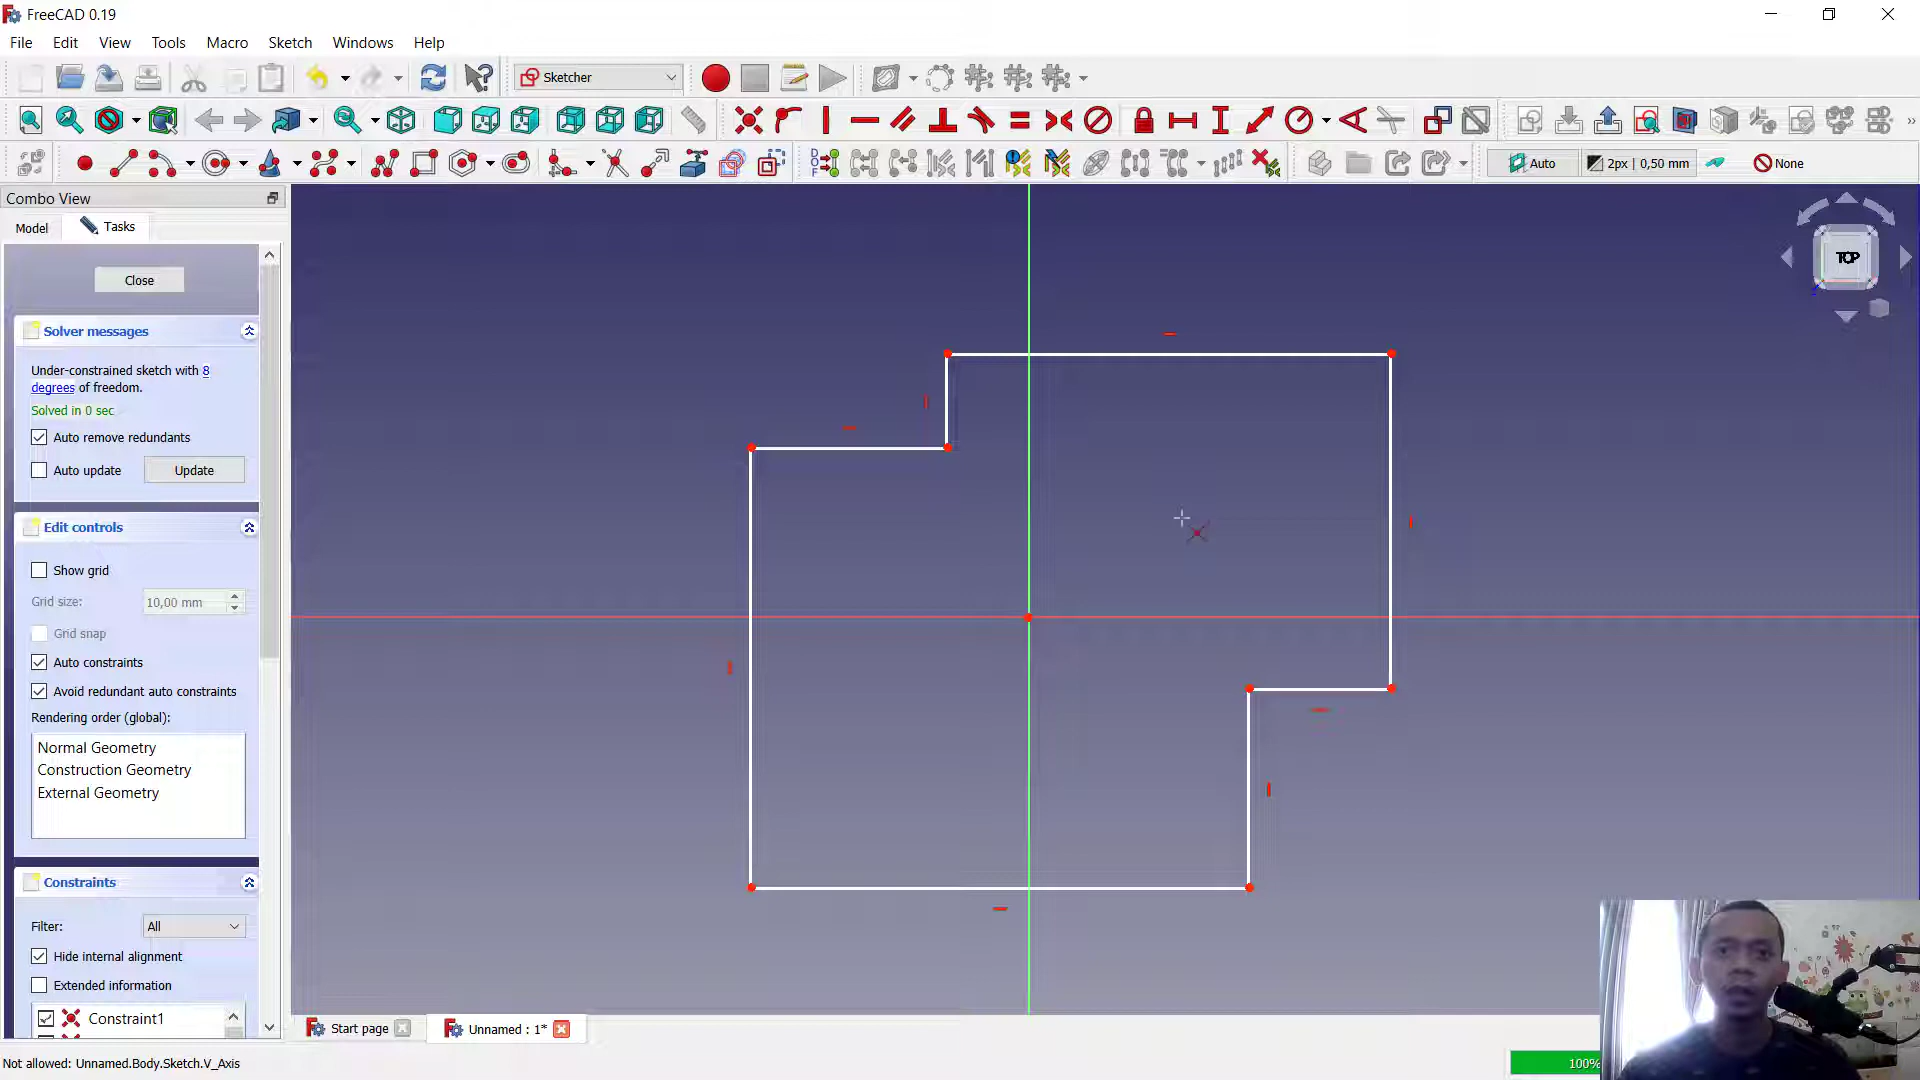 FreeCAD 0.19
File Edit View Tools Macro Sketch Windows Help
Sketcher
Auto 2px | 0,50 mm None
Combo View
Model Tasks
Close
Solver messages
Under-constrained sketch with 8
degrees of freedom.
Solved in 0 sec
Auto remove redundants
Auto update Update
Edit controls
Show grid
Grid size: 10,00 mm
Grid snap
Auto constraints
Avoid redundant auto constraints
Rendering order (global):
Normal Geometry
Construction Geometry
External Geometry
Constraints
Filter: All
Hide internal alignment
Extended information
Constraint1
TOP
Start page Unnamed : 1*
Not allowed: Unnamed.Body.Sketch.V_Axis
100%